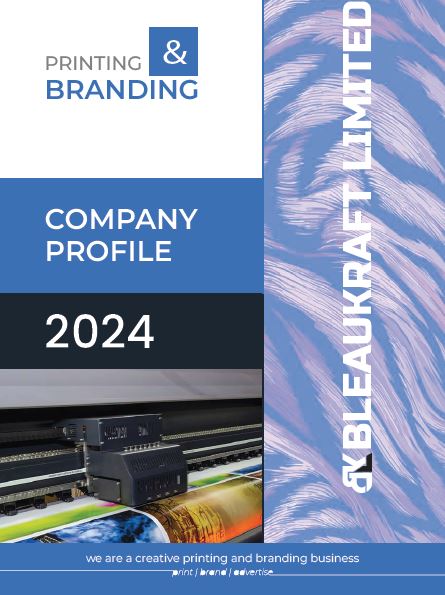 PRINTING &
BRANDING
COMPANY
PROFILE
2024
BLEAUKRAFT LIMITED
we are a creative printing and branding business
print | brand | advertise